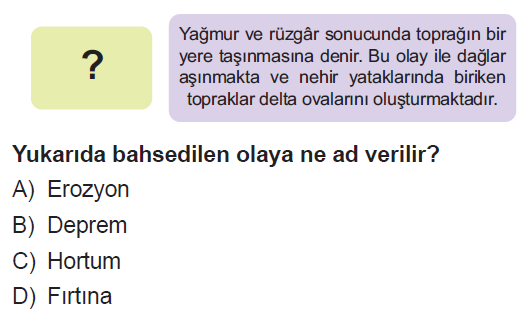 ?
Yağmur ve rüzgâr sonucunda toprağın bir
yere taşınmasına denir. Bu olay ile dağlar
aşınmakta ve nehir yataklarında biriken
topraklar delta ovalarını oluşturmaktadır.
Yukarıda bahsedilen olaya ne ad verilir?
A) Erozyon
B) Deprem
C) Hortum
D) Fırtına